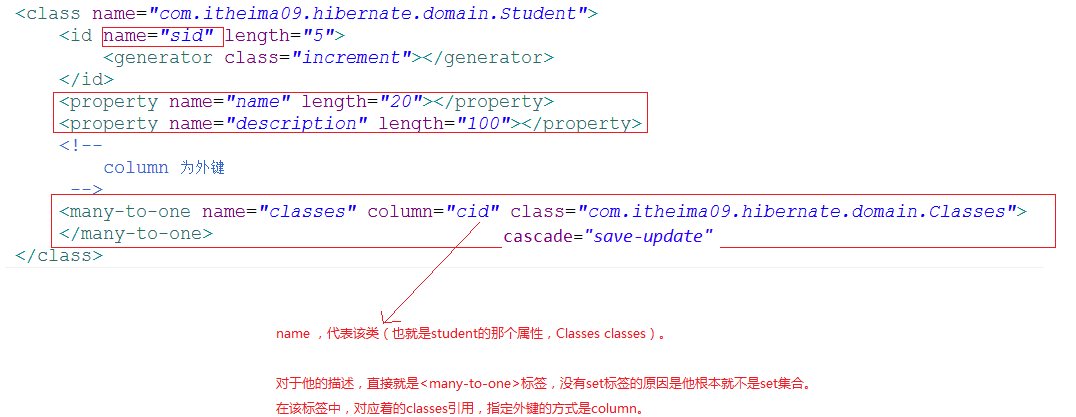 <class name="com.itheima09.hibernate.domain.Student">
<id name="sid" length="5">
<generator class="increment"></generator>
</id>
<property name="name" length="20"></property>
<property name="description" length="100"></property>
<!--
column 为外键
-->
<many-to-one name="classes" column="cid" class="com.itheima09.hibernate.domain.Classes">
</many-to-one>
cascade="save-update"
</class>
name ，代表该类（也就是student的那个属性，Classes classes）。
对于他的描述，直接就是<many-to-one>标签，没有set标签的原因是他根本就不是set集合。
在该标签中，对应着的classes引用，指定外键的方式是column。